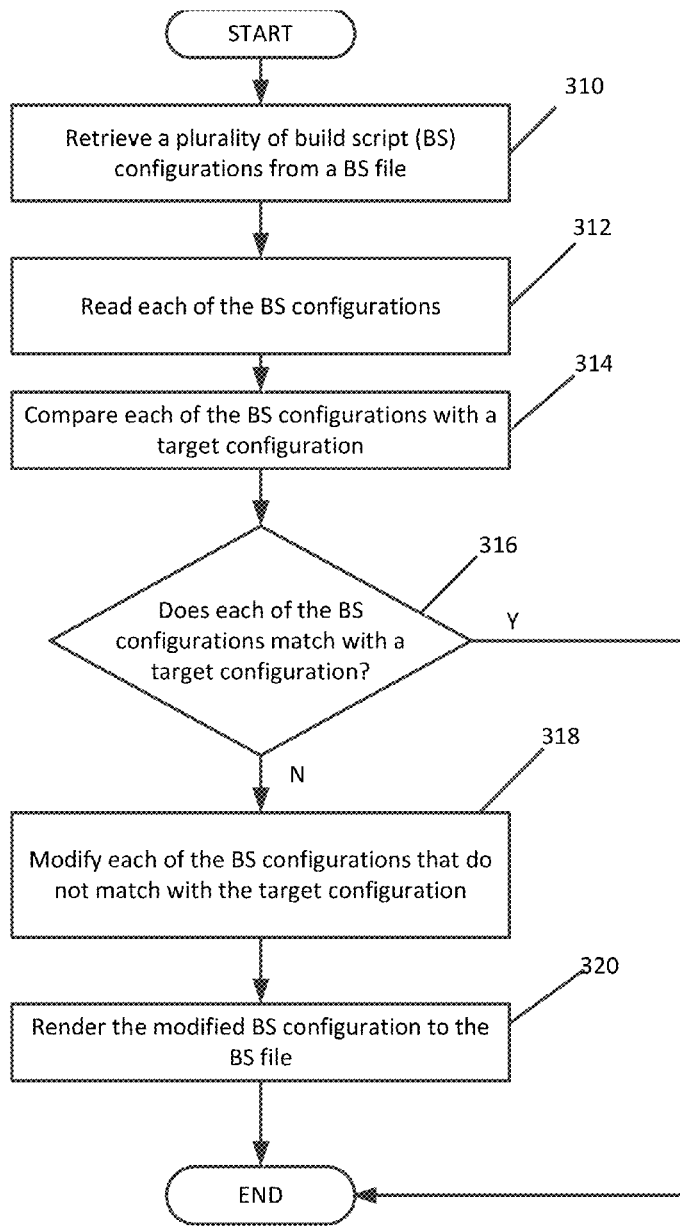 START
310
Retrieve a plurality of build script (BS)
configurations from a BS file
312
Read each of the BS configurations
314
Compare each of the BS configurations with a
target configuration
316
Does each of the BS
configurations match with a
target configuration?
Y
N
318
Modify each of the BS configurations that do
not match with the target configuration
320
Render the modified BS configuration to the
BS file
END